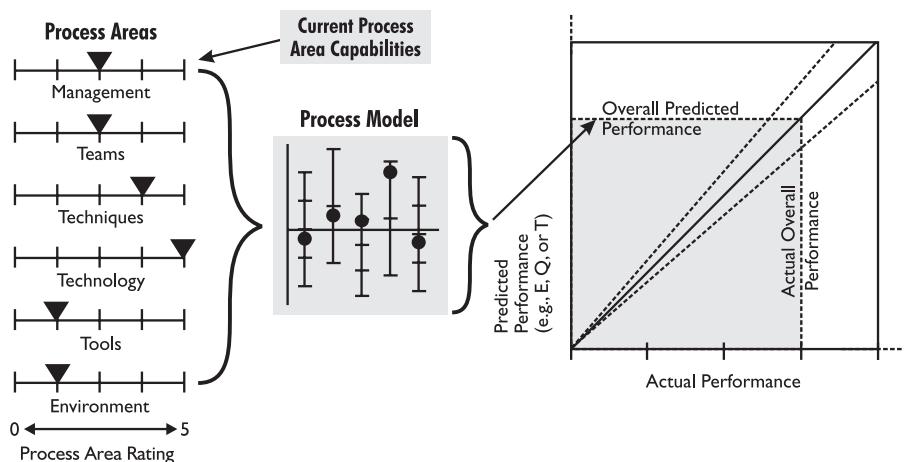 Process Areas
Current Process
Area Capabilities
Management
Teams
Techniques
Technology
Tools
Environment
0
5
Process Area Rating
Process Model
Predicted
Performance
(e.g., E, Q, or T)
Overall Predicted
Performance
Actual Overall
Performance
Actual Performance